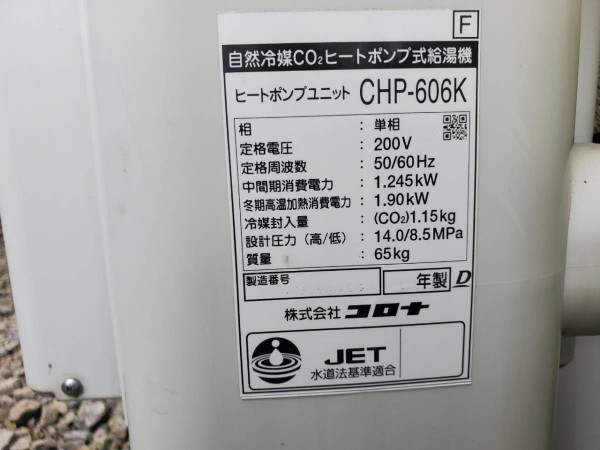 F
自然冷媒CO₂ヒートポンプ式給湯機
ヒートポンプユニット CHP-606K
相 : 単相
定格電圧 : 200V
定格周波数 : 50/60Hz
中間期消費電力 : 1.245kW
冬期高温加熱消費電力 : 1.90kW
冷媒封入量 : (CO₂)1.15kg
設計圧力（高/低） : 14.0/8.5MPa
質量 : 65kg
製造番号 年製 D
株式会社 コロナ
JET
水道法基準適合